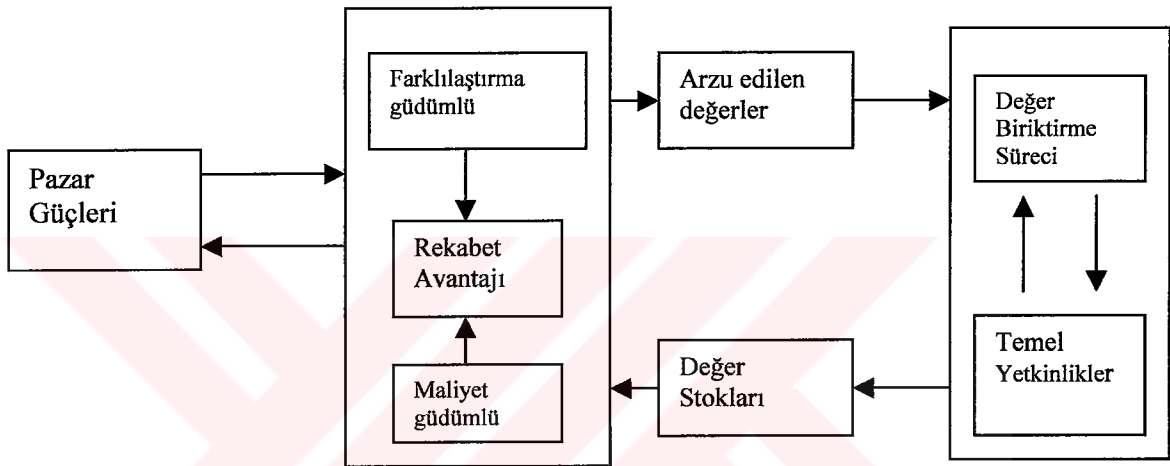 Pazar
Güçleri
Farklılaştırma
güdümlü
Rekabet
Avantajı
Maliyet
güdümlü
Arzu edilen
değerler
Değer
Stokları
Değer
Biriktirme
Süreci
Temel
Yetkinlikler